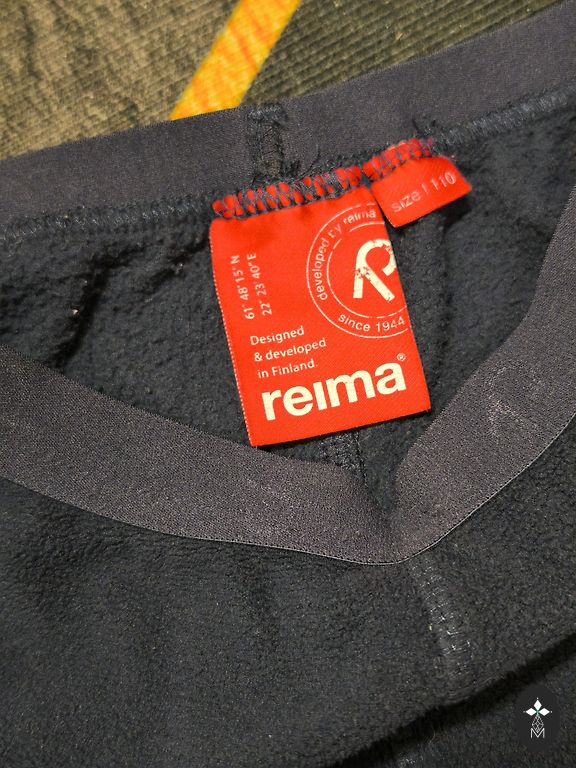 size | 110
developed by reima
R
since 1944
61° 48' 15" N
22° 23' 40" E
Designed
& developed
in Finland.
reima®
M